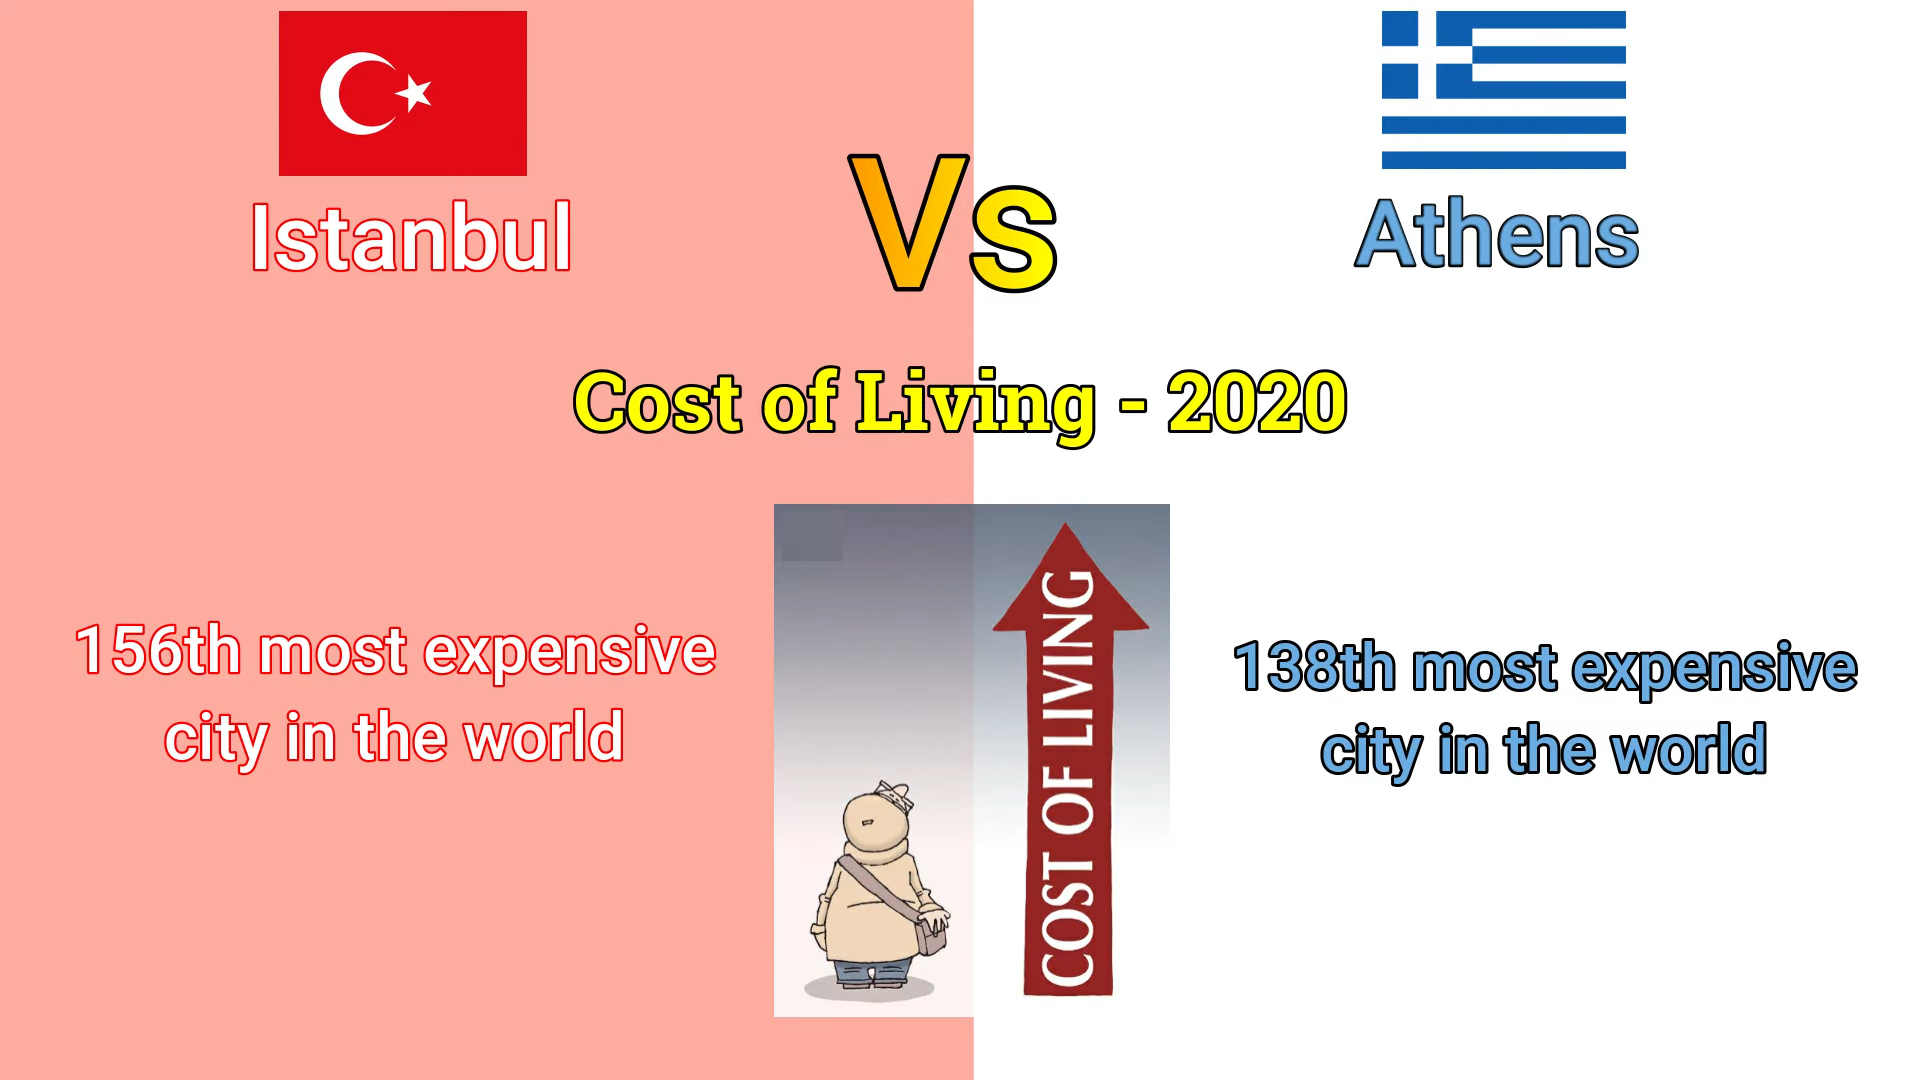 Istanbul
Vs
Athens
Cost of Living - 2020
156th most expensive
city in the world
COST OF LIVING
138th most expensive
city in the world